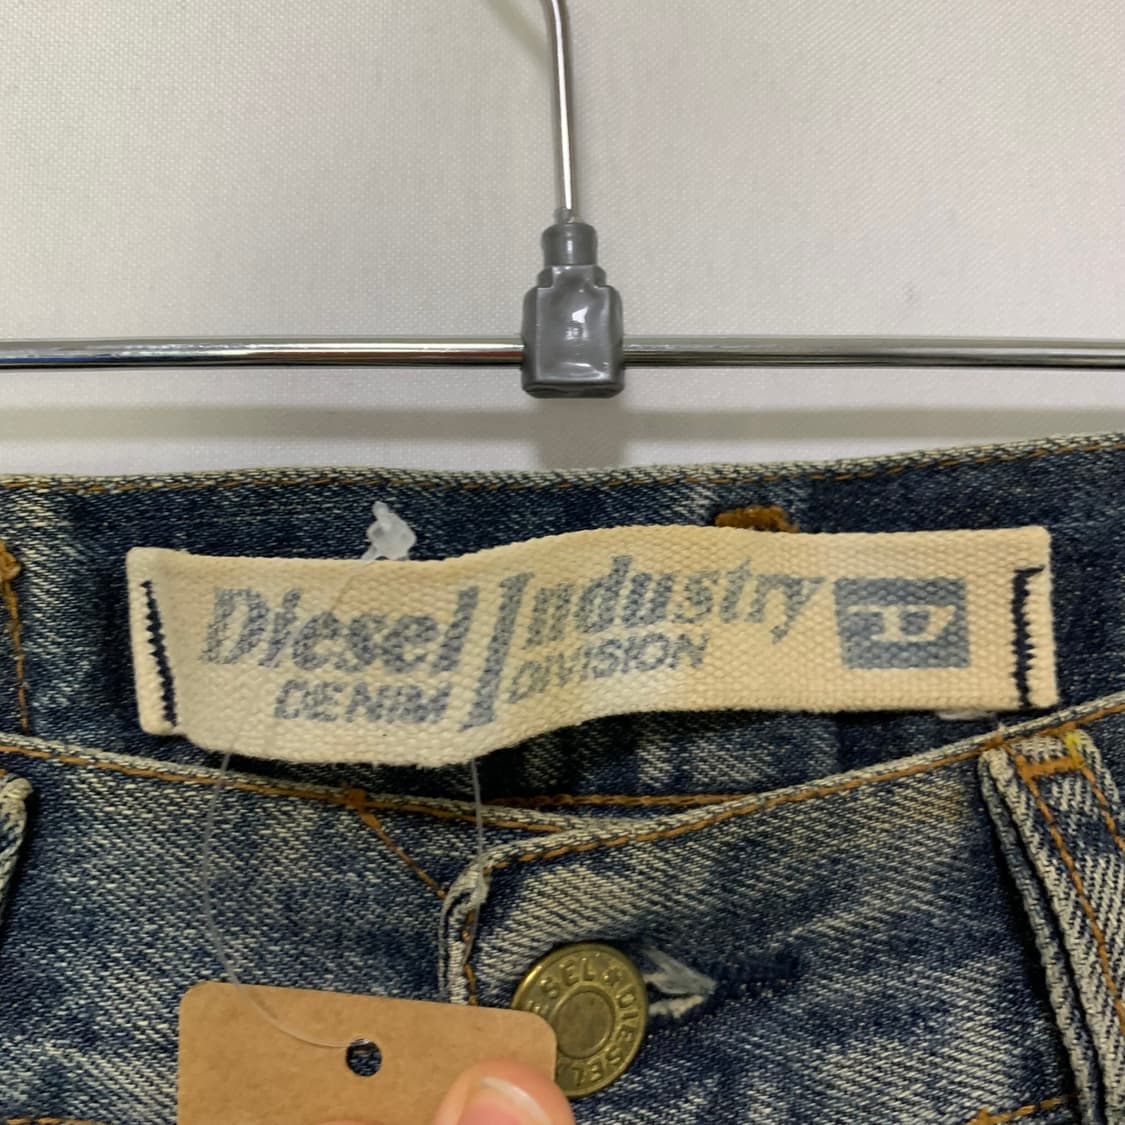 Diesel Industry
DENIM DIVISION
D
DIESEL DIESEL